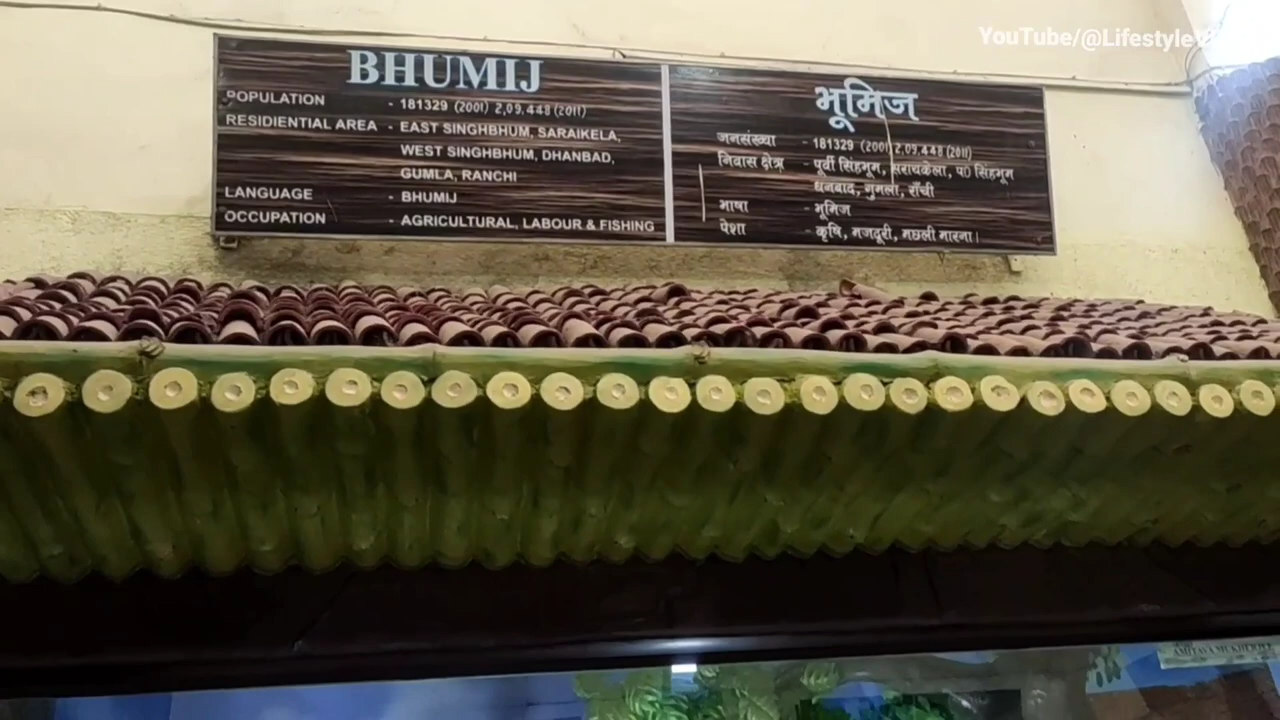 YouTube/@Lifestyle
BHUMIJ
POPULATION - 181329 (2001) 2,09,448 (2011)
RESIDIENTIAL AREA - EAST SINGHBHUM, SARAIKELA,
WEST SINGHBHUM, DHANBAD,
GUMLA, RANCHI
LANGUAGE - BHUMIJ
OCCUPATION - AGRICULTURAL, LABOUR & FISHING
भूमिज
जनसंख्या - 181329 (2001) 2,09,448 (2011)
निवास क्षेत्र - पूर्वी सिंहभूम, सरायकेला, प0 सिंहभूम
धनबाद, गुमला, राँची
भाषा - भूमिज
पेशा - कृषि, मजदूरी, मछली मारना।
AMITAVA MUKHERJEE